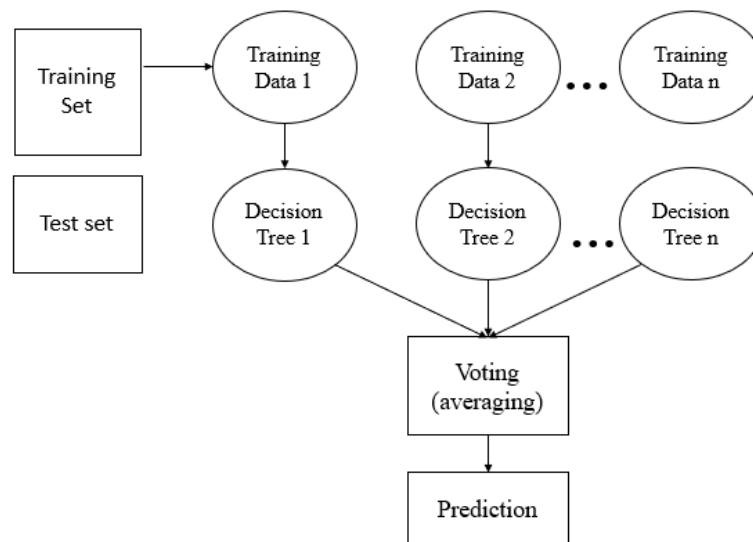 Training
Set
Training
Data 1
Training
Data 2
Training
Data n
Test set
Decision
Tree 1
Decision
Tree 2
Decision
Tree n
Voting
(averaging)
Prediction